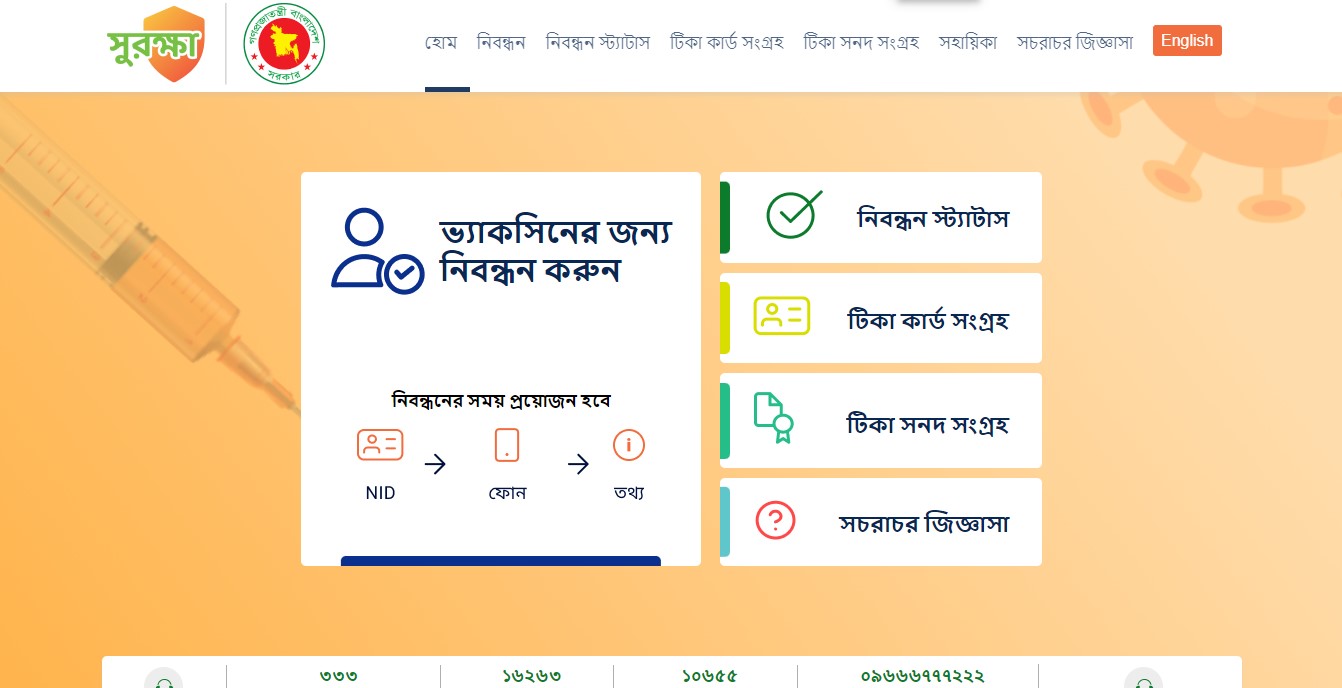 সুরক্ষা
গণপ্রজাতন্ত্রী বাংলাদেশ
সরকার
হোম নিবন্ধন নিবন্ধন স্ট্যাটাস টিকা কার্ড সংগ্রহ টিকা সনদ সংগ্রহ সহায়িকা সচরাচর জিজ্ঞাসা English
ভ্যাকসিনের জন্য
নিবন্ধন করুন
নিবন্ধনের সময় প্রয়োজন হবে
NID ফোন তথ্য
নিবন্ধন স্ট্যাটাস
টিকা কার্ড সংগ্রহ
টিকা সনদ সংগ্রহ
সচরাচর জিজ্ঞাসা
৩৩৩ ১৬২৬৩ ১০৬৫৫ ০৯৬৬৬৭৭৭২২২